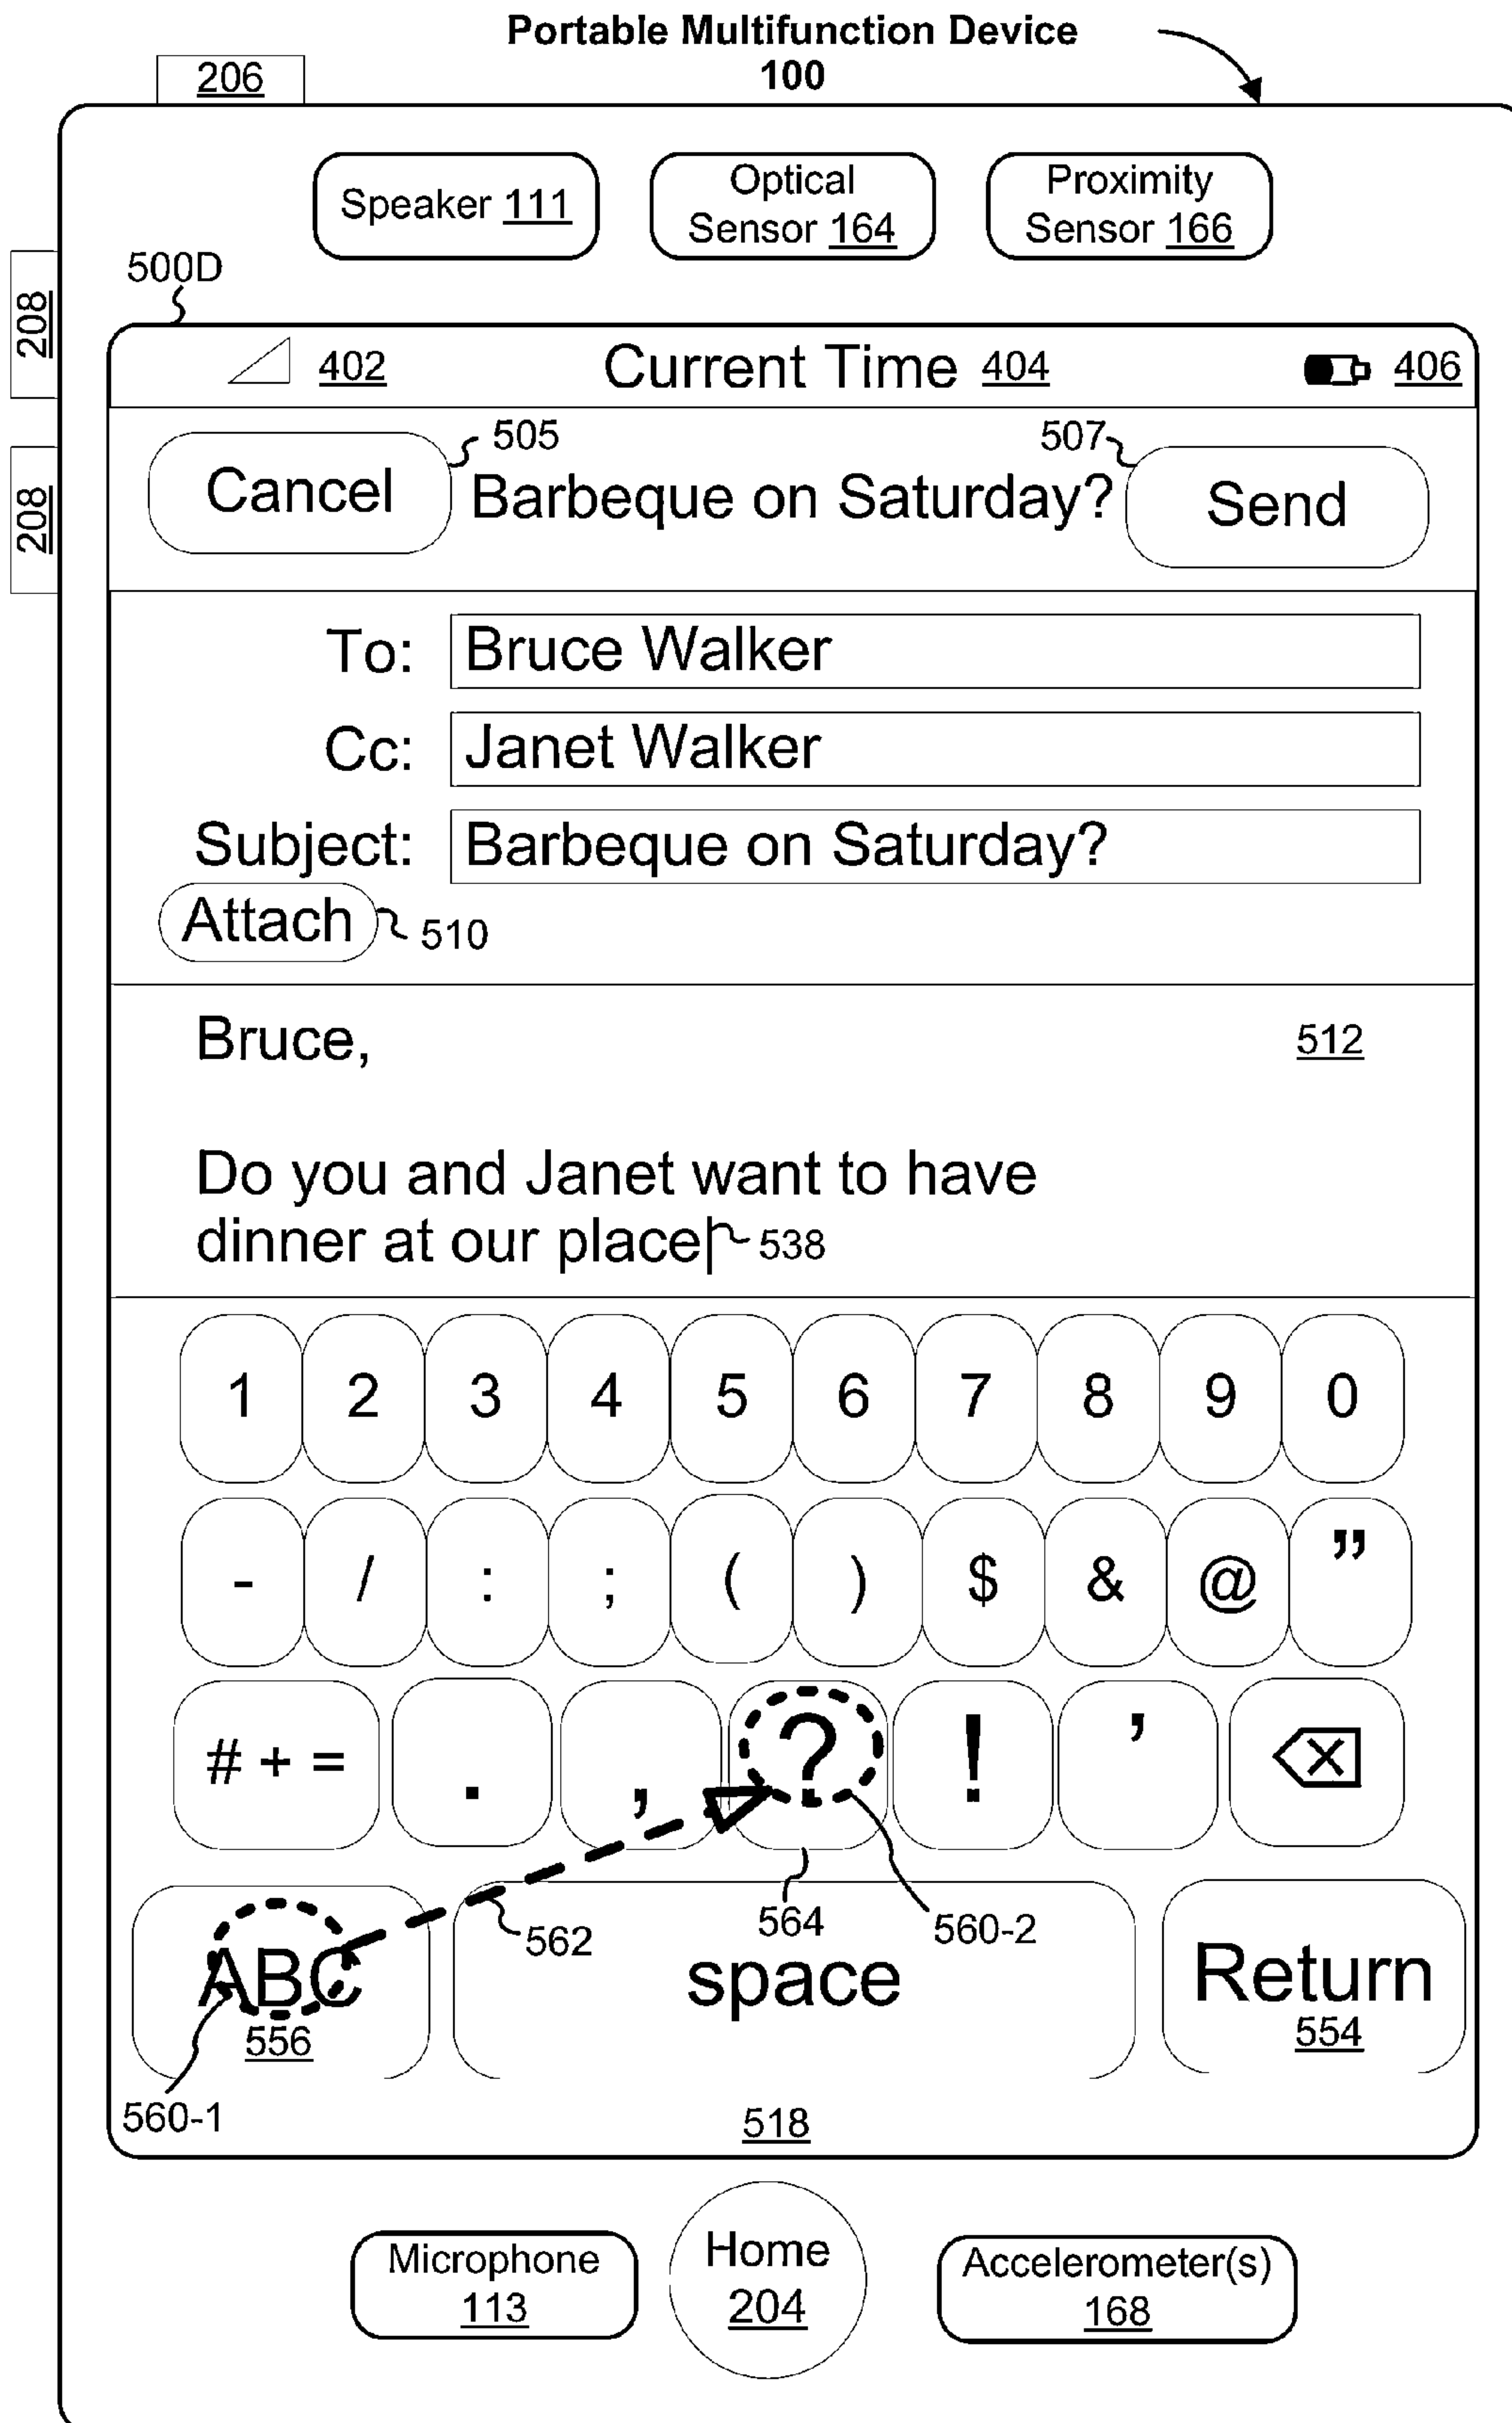 Portable Multifunction Device
100
206
Speaker 111
Optical
Sensor 164
Proximity
Sensor 166
208
208
500D
402
Current Time 404
406
505
507
Cancel
Barbeque on Saturday?
Send
To:
Bruce Walker
Cc:
Janet Walker
Subject:
Barbeque on Saturday?
Attach
510
Bruce,
512
Do you and Janet want to have
dinner at our place
538
1 2 3 4 5 6 7 8 9 0
- / : ; ( ) $ & @ ”
# + = . , ? ! ’
562
564
560-2
ABC
556
space
Return
554
560-1
518
Microphone
113
Home
204
Accelerometer(s)
168